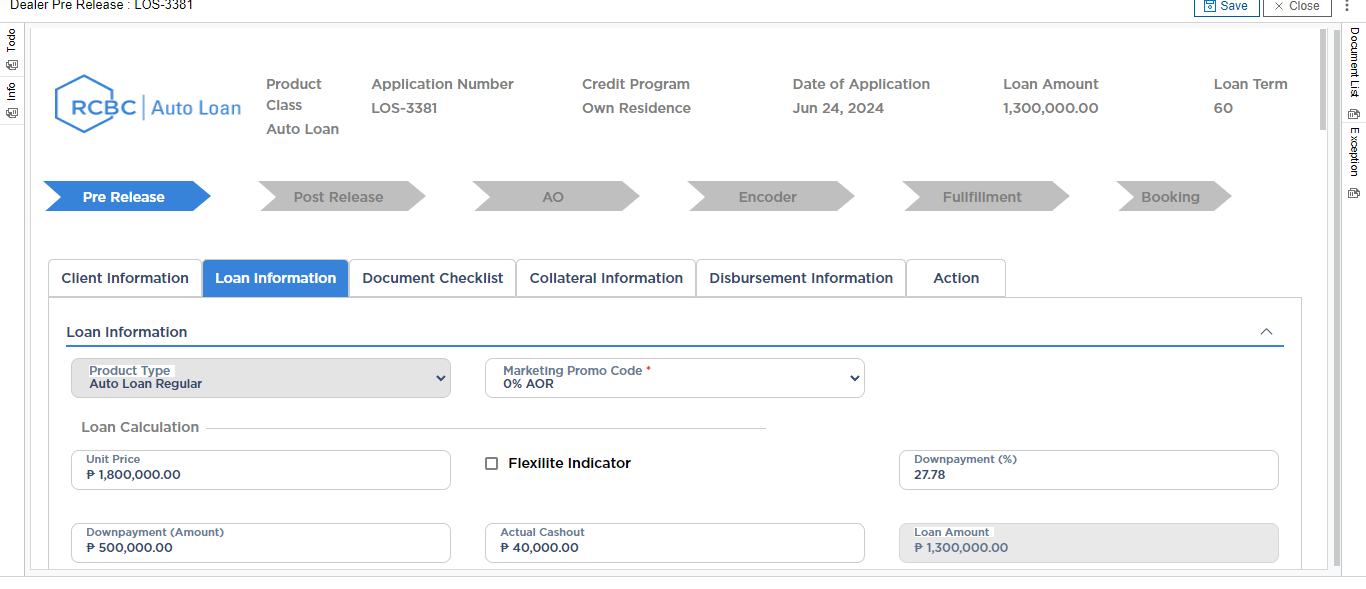 Dealer Pre Release : LOS-3381
Save
Close
Todo
Info
Document List
Exception
RCBC | Auto Loan
Product Class
Auto Loan
Application Number
LOS-3381
Credit Program
Own Residence
Date of Application
Jun 24, 2024
Loan Amount
1,300,000.00
Loan Term
60
Pre Release
Post Release
AO
Encoder
Fullfillment
Booking
Client Information
Loan Information
Document Checklist
Collateral Information
Disbursement Information
Action
Loan Information
Product Type
Auto Loan Regular
Marketing Promo Code *
0% AOR
Loan Calculation
Unit Price
₱ 1,800,000.00
Flexilite Indicator
Downpayment (%)
27.78
Downpayment (Amount)
₱ 500,000.00
Actual Cashout
₱ 40,000.00
Loan Amount
₱ 1,300,000.00